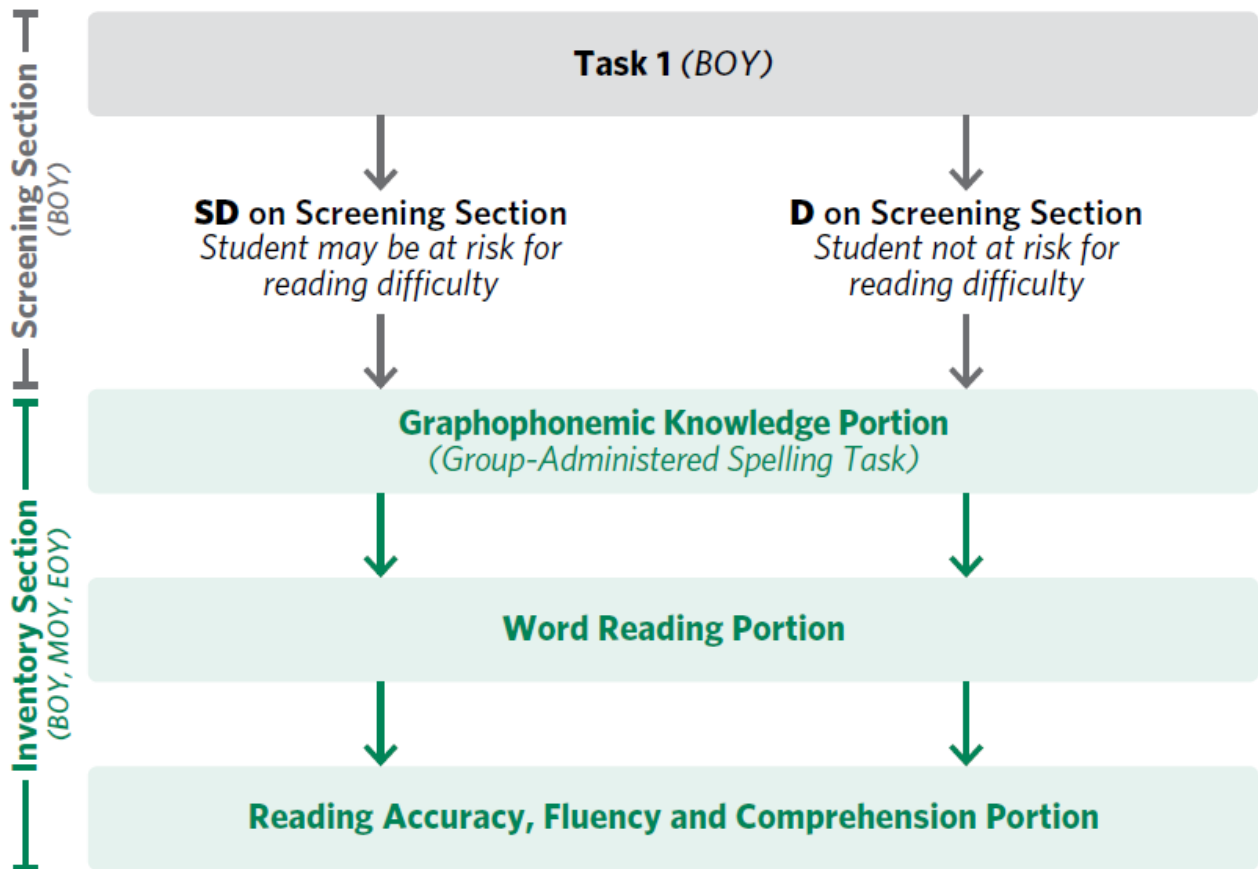 Screening Section
(BOY)
Task 1 (BOY)
SD on Screening Section
Student may be at risk for
reading difficulty
D on Screening Section
Student not at risk for
reading difficulty
Inventory Section
(BOY, MOY, EOY)
Graphophonemic Knowledge Portion
(Group-Administered Spelling Task)
Word Reading Portion
Reading Accuracy, Fluency and Comprehension Portion